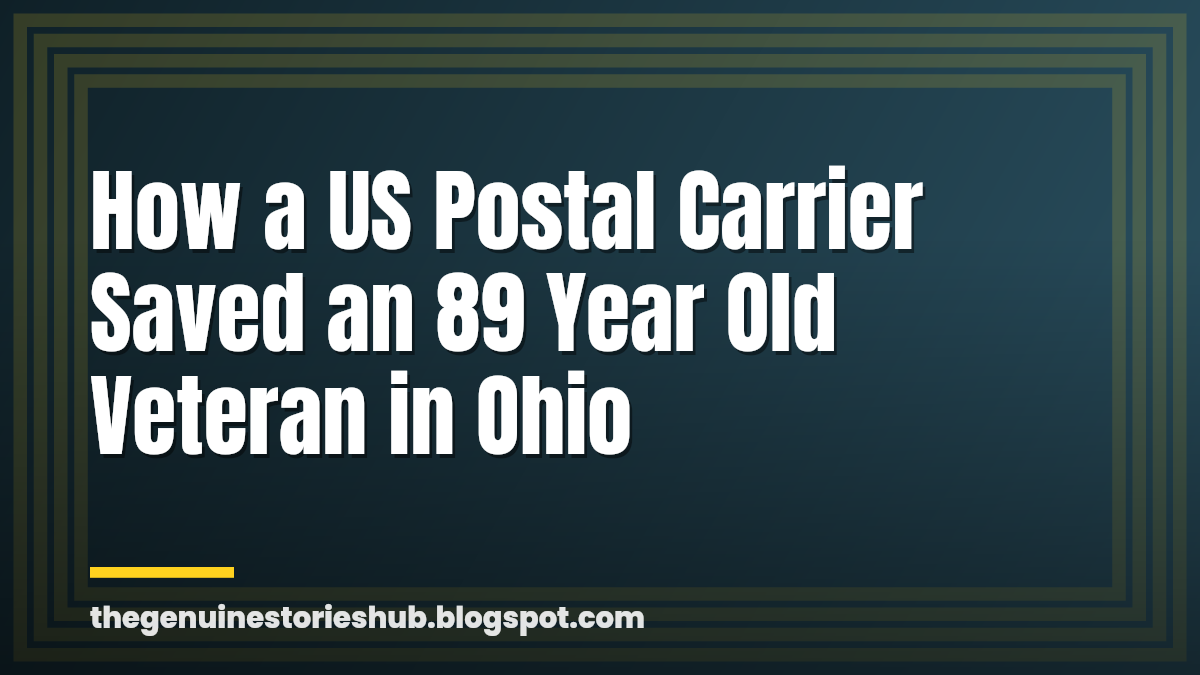 How a US Postal Carrier
Saved an 89 Year Old
Veteran in Ohio
thegenuinestorieshub.blogspot.com